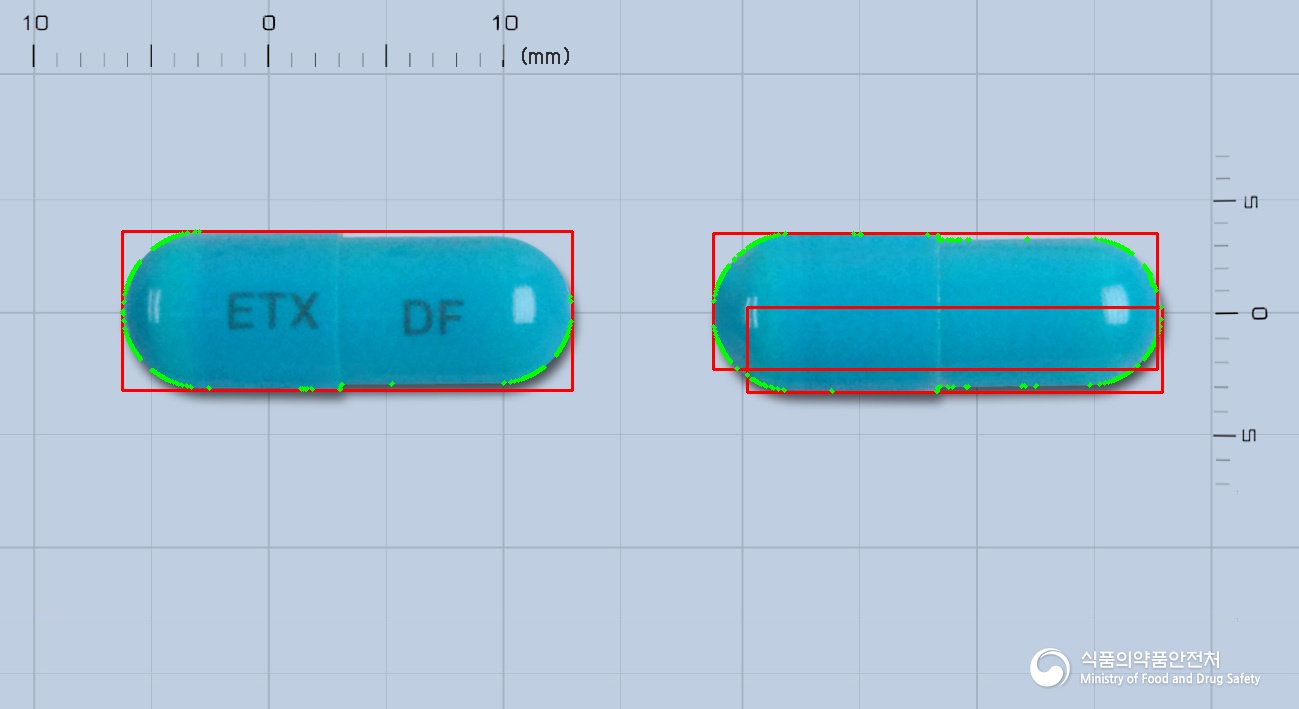 10 0 10
(mm)
ETX DF
5
0
5
식품의약품안전처
Ministry of Food and Drug Safety